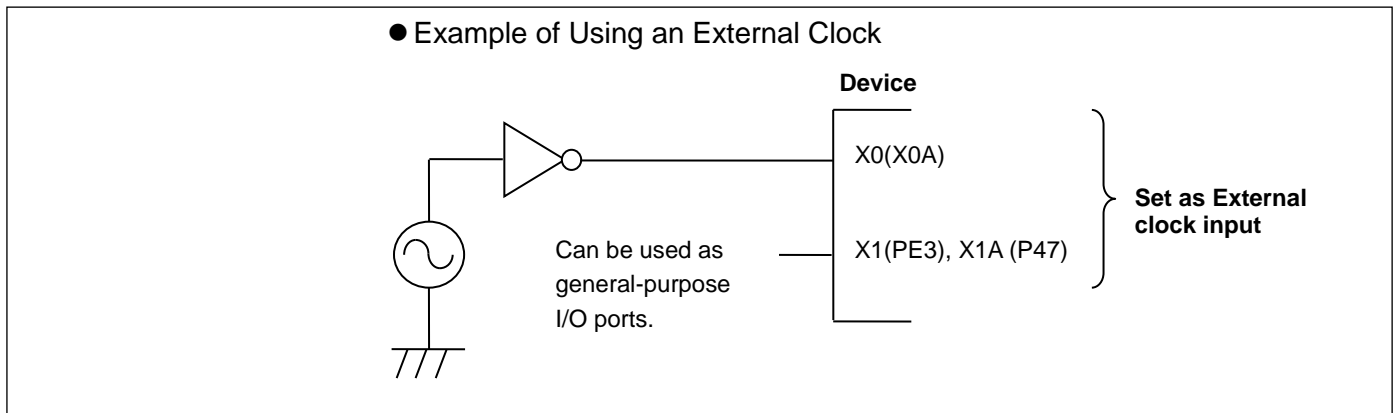 ● Example of Using an External Clock
Device
X0(X0A)
Set as External
clock input
Can be used as
general-purpose
I/O ports.
X1(PE3), X1A (P47)